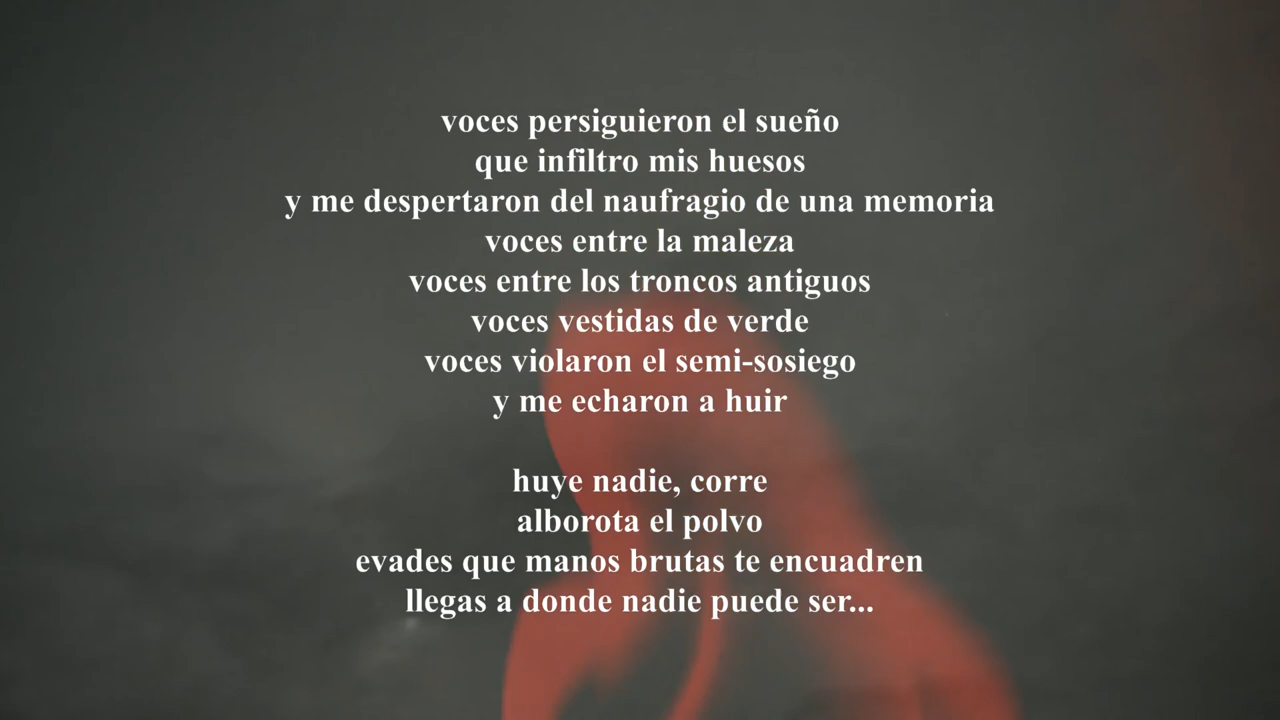 voces persiguieron el sueño
que infiltro mis huesos
y me despertaron del naufragio de una memoria
voces entre la maleza
voces entre los troncos antiguos
voces vestidas de verde
voces violaron el semi-sosiego
y me echaron a huir
huye nadie, corre
alborota el polvo
evades que manos brutas te encuadren
llegas a donde nadie puede ser...